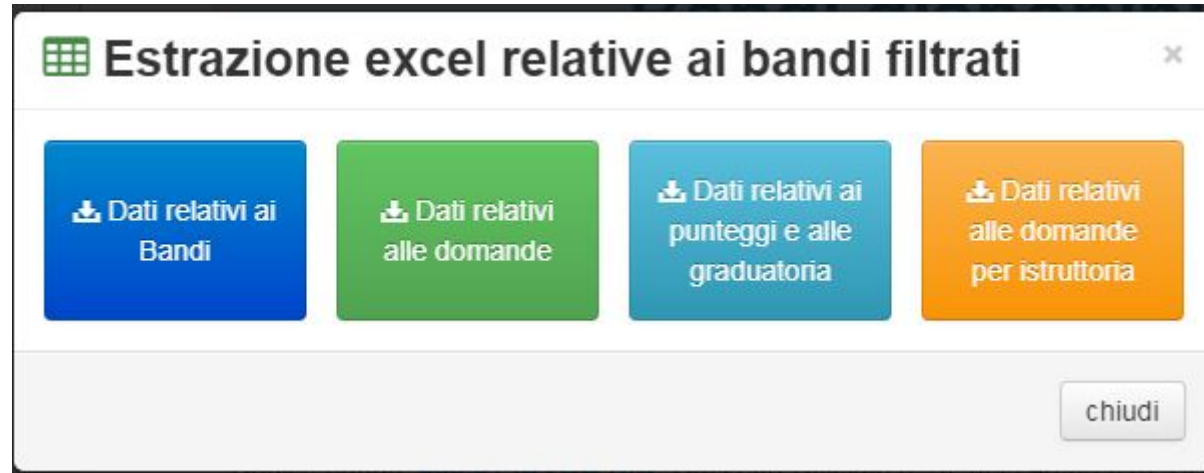 Estrazione excel relative ai bandi filtrati
×
Dati relativi ai
Bandi
Dati relativi
alle domande
Dati relativi ai
punteggi e alle
graduatoria
Dati relativi
alle domande
per istruttoria
chiudi